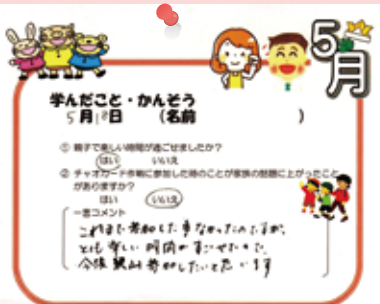 5月
学んだこと・かんそう
5月18日 (名前 )
① 親子で楽しい時間が過ごせましたか?
はい いいえ
② チャオカード作戦に参加した時のことが家族の話題に上がったこと
がありますか?
はい いいえ
一言コメント
これまで参加した事なかったのですが、
とても楽しい時間がすごせました。
今後も参加したいと思います